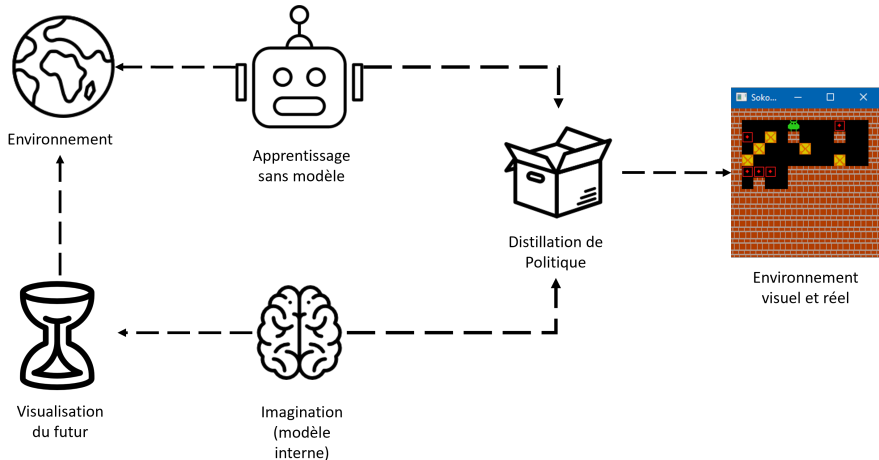 Environnement
Apprentissage
sans modèle
Soko...
Distillation de
Politique
Environnement
visuel et réel
Visualisation
du futur
Imagination
(modèle
interne)